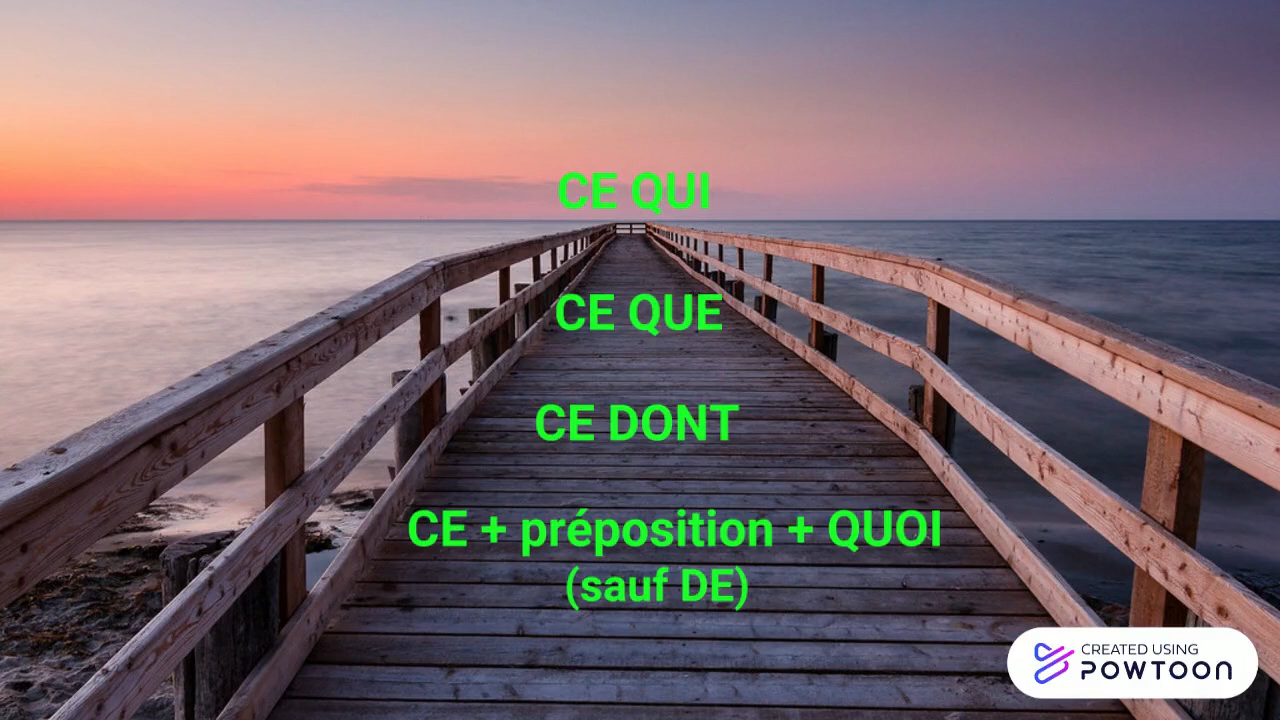 CE QUI
CE QUE
CE DONT
CE + préposition + QUOI
(sauf DE)
CREATED USING
POWTOON